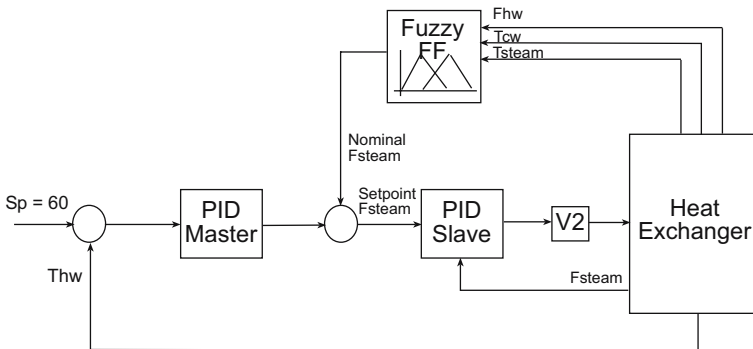 Fuzzy
FF
Fhw
Tcw
Tsteam
Nominal
Fsteam
Sp = 60
PID
Master
Setpoint
Fsteam
PID
Slave
V2
Heat
Exchanger
Thw
Fsteam